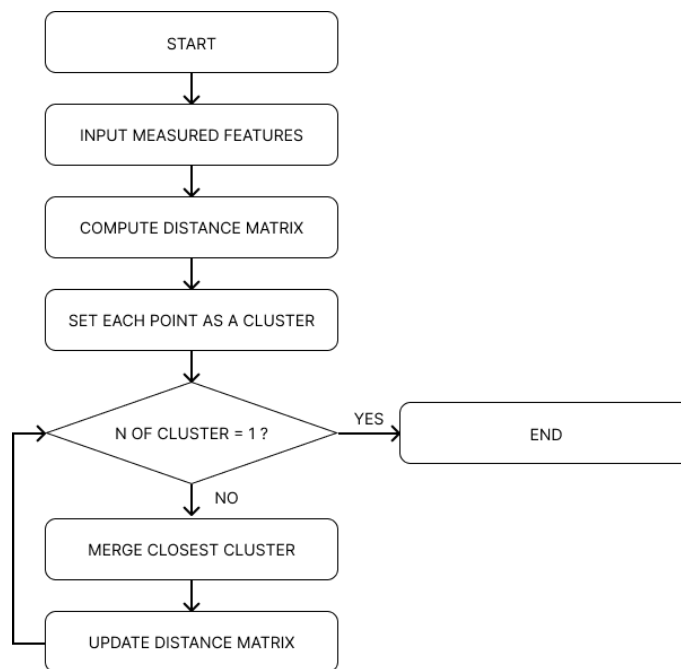 START
INPUT MEASURED FEATURES
COMPUTE DISTANCE MATRIX
SET EACH POINT AS A CLUSTER
N OF CLUSTER = 1 ?
YES
END
NO
MERGE CLOSEST CLUSTER
UPDATE DISTANCE MATRIX